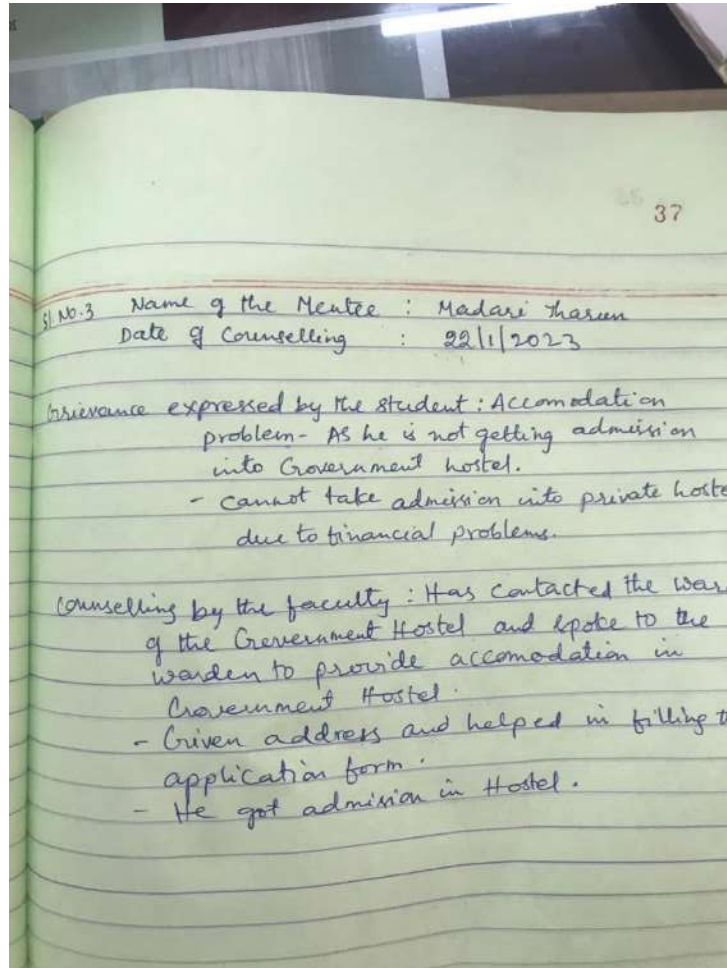 37
Sl. No. 3 Name of the Mentee : Madari Tharun
Date of Counselling : 22/1/2023
Grievance expressed by the student : Accomodation
problem - As he is not getting admission
into Government hostel.
- cannot take admission into private hoste
due to financial problems.
Counselling by the faculty : Has contacted the war
of the Government Hostel and spoke to the
warden to provide accomodation in
Government Hostel.
- Given address and helped in filling t
application form.
- He got admision in Hostel.